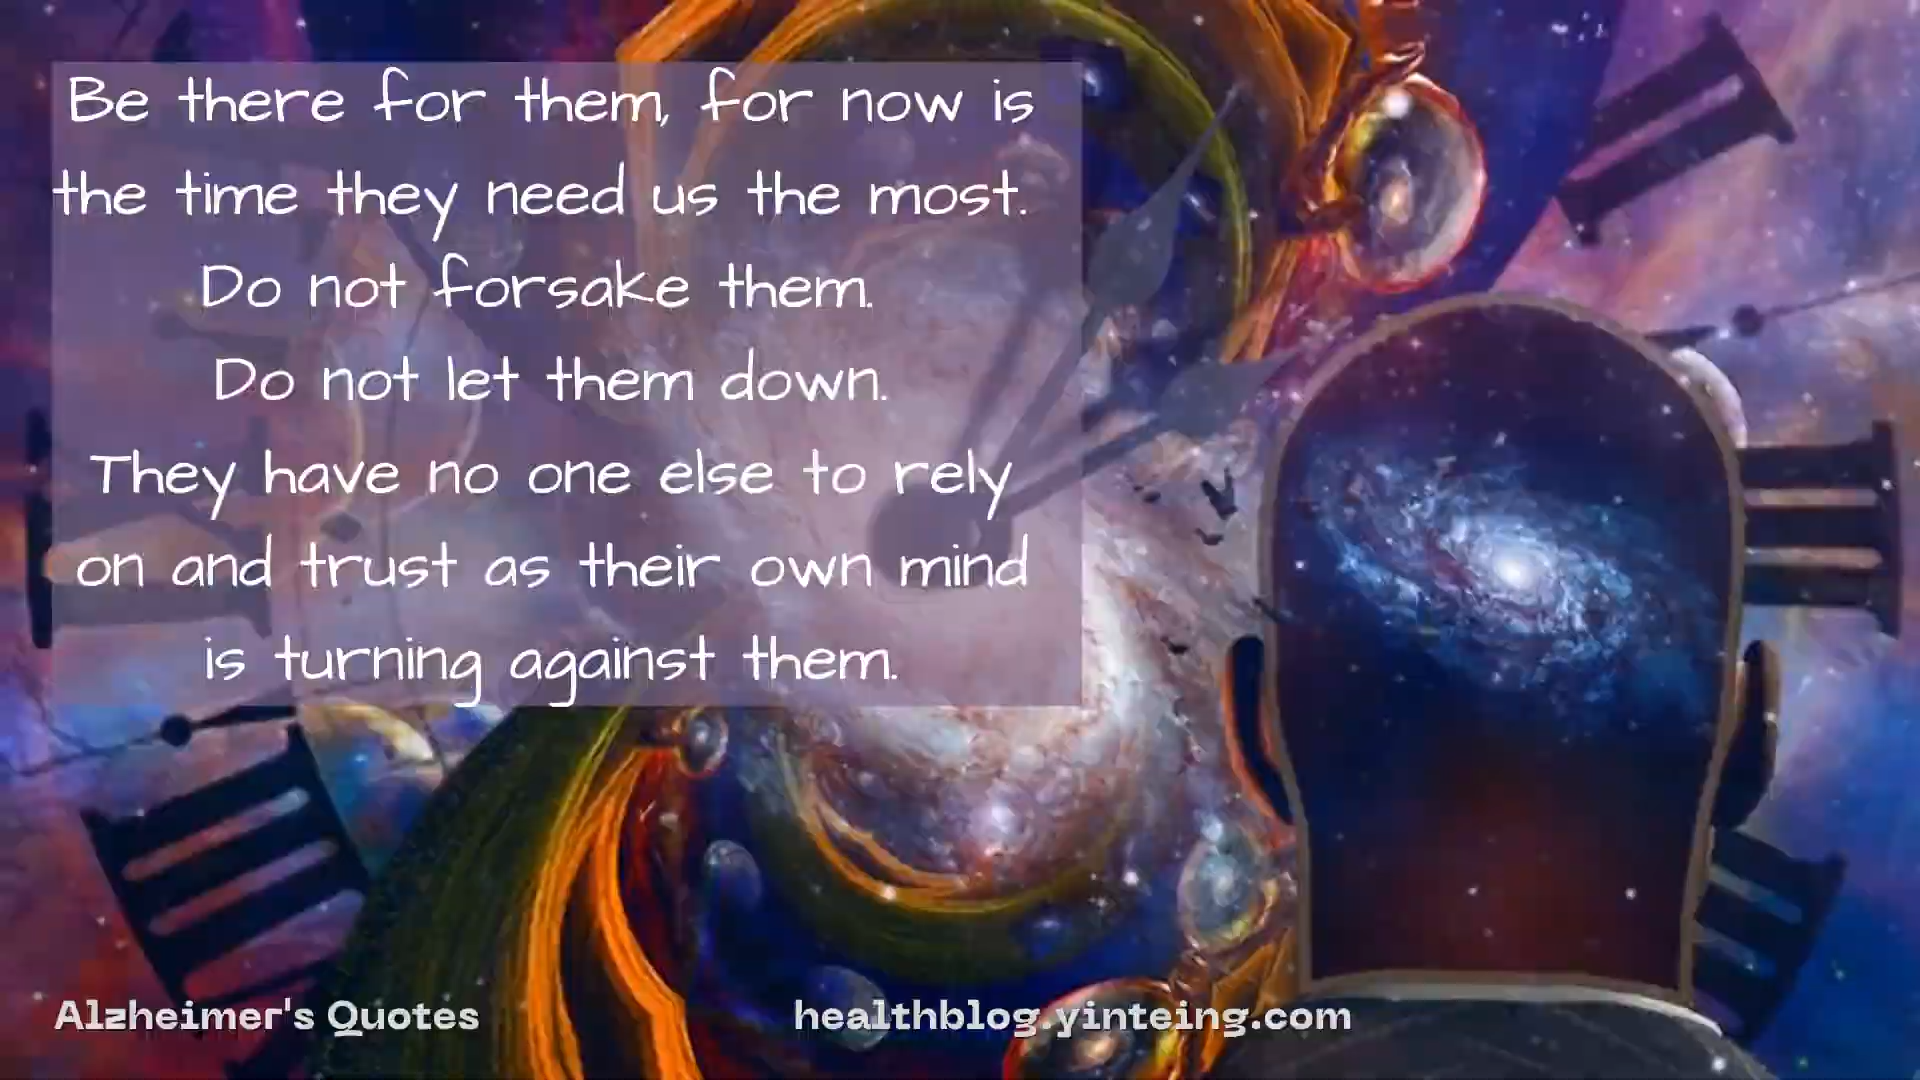 Be there for them, for now is
the time they need us the most.
Do not forsake them.
Do not let them down.
They have no one else to rely
on and trust as their own mind
is turning against them.
Alzheimer's Quotes
healthblog.yinteing.com